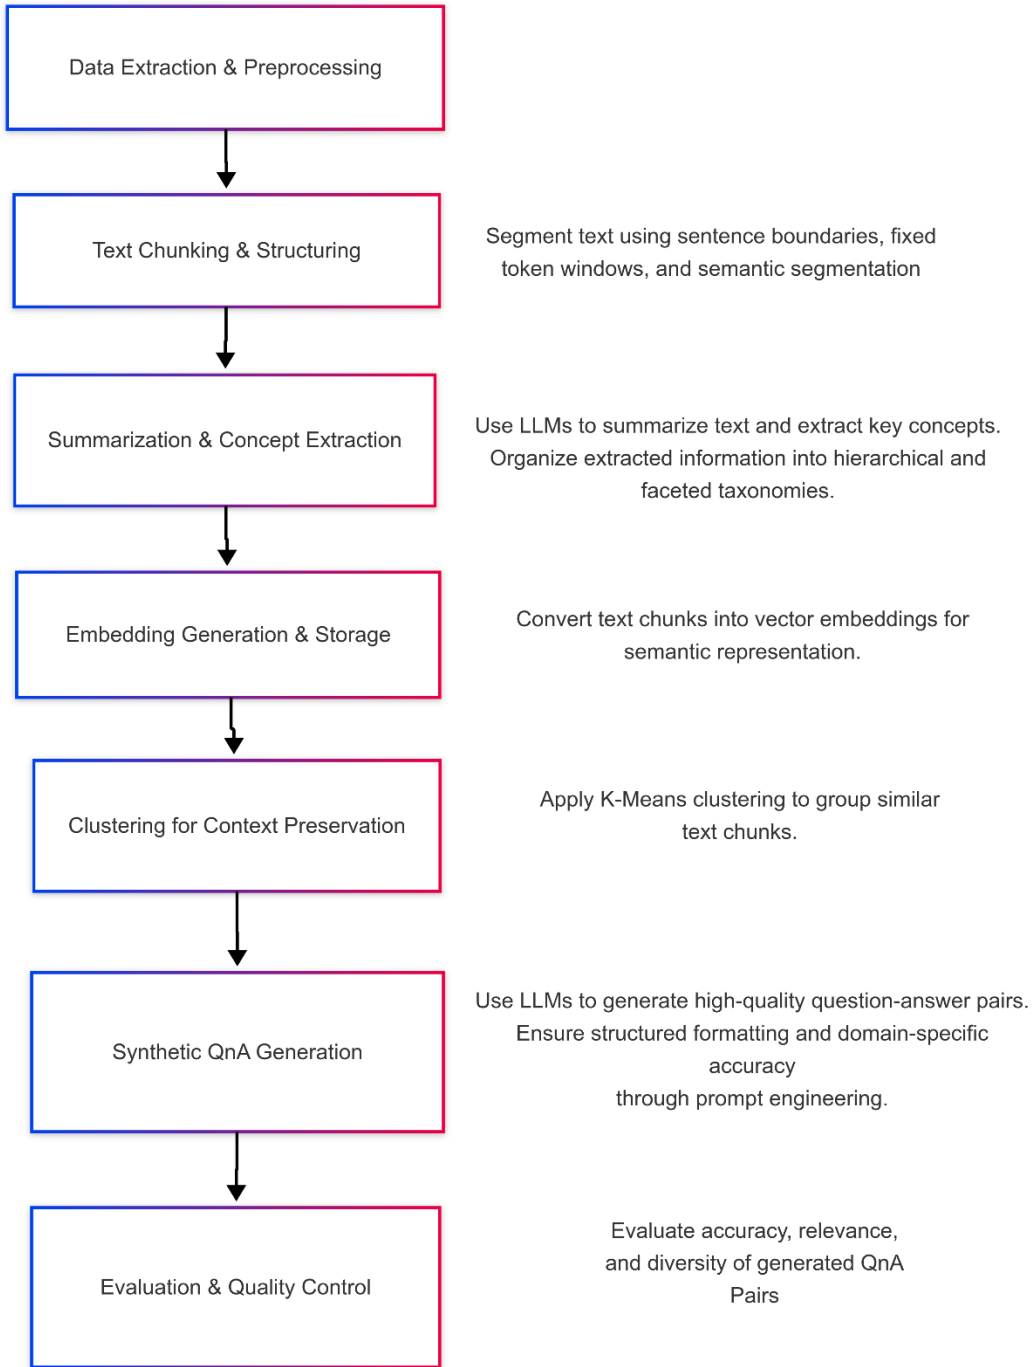 Data Extraction & Preprocessing
Text Chunking & Structuring
Segment text using sentence boundaries, fixed
token windows, and semantic segmentation
Summarization & Concept Extraction
Use LLMs to summarize text and extract key concepts.
Organize extracted information into hierarchical and
faceted taxonomies.
Embedding Generation & Storage
Convert text chunks into vector embeddings for
semantic representation.
Clustering for Context Preservation
Apply K-Means clustering to group similar
text chunks.
Synthetic QnA Generation
Use LLMs to generate high-quality question-answer pairs.
Ensure structured formatting and domain-specific
accuracy
through prompt engineering.
Evaluation & Quality Control
Evaluate accuracy, relevance,
and diversity of generated QnA
Pairs